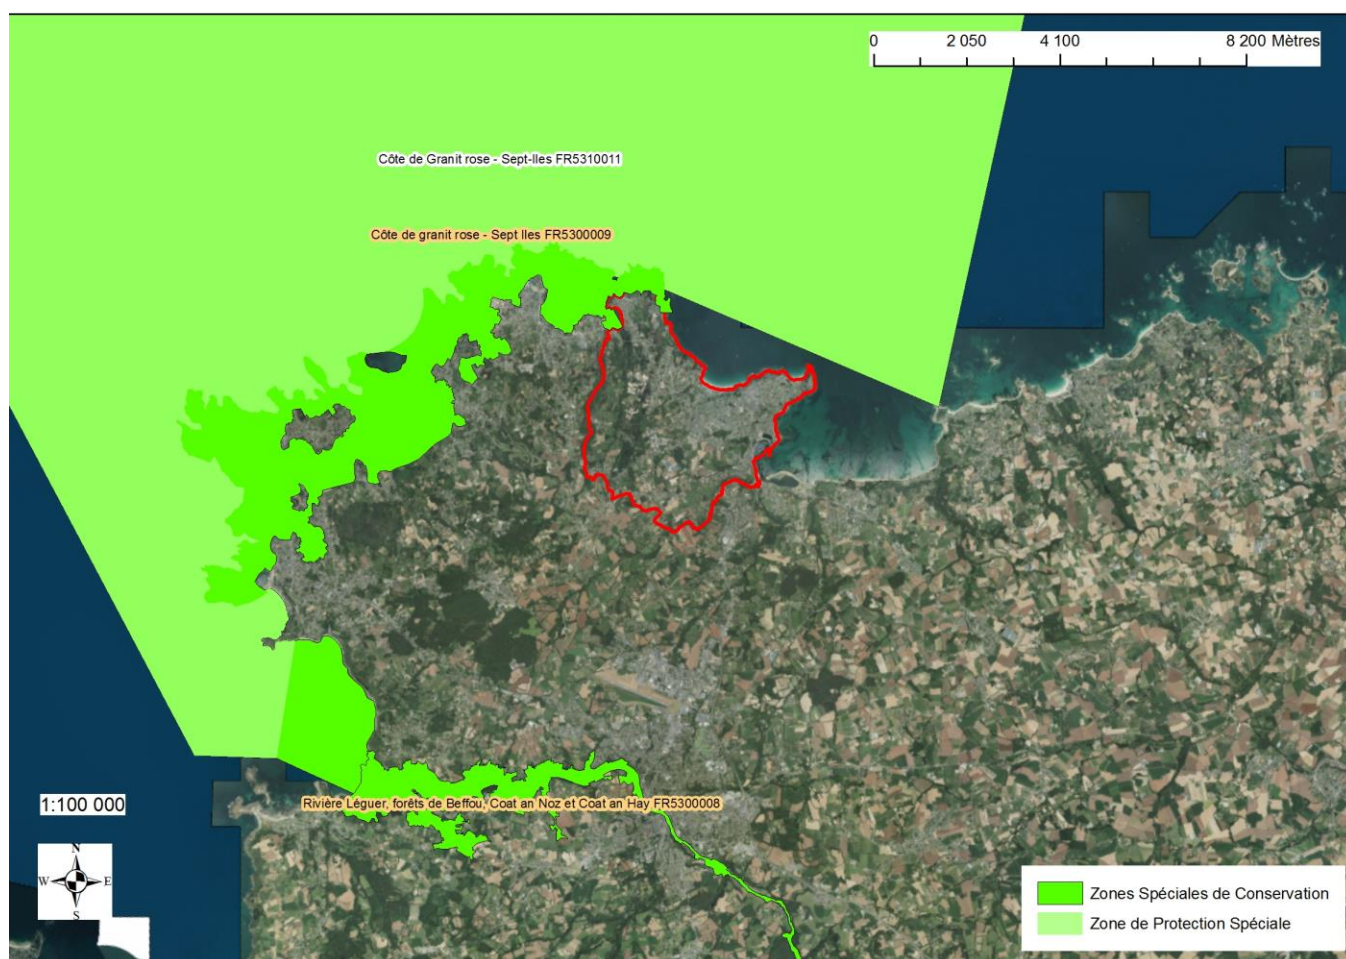 0 2 050 4 100 8 200 Mètres
Côte de Granit rose - Sept-Iles FR5310011
Côte de granit rose - Sept Iles FR5300009
1:100 000
Rivière Léguer, forêts de Beffou, Coat an Noz et Coat an Hay FR5300008
N
W E
S
Zones Spéciales de Conservation
Zone de Protection Spéciale